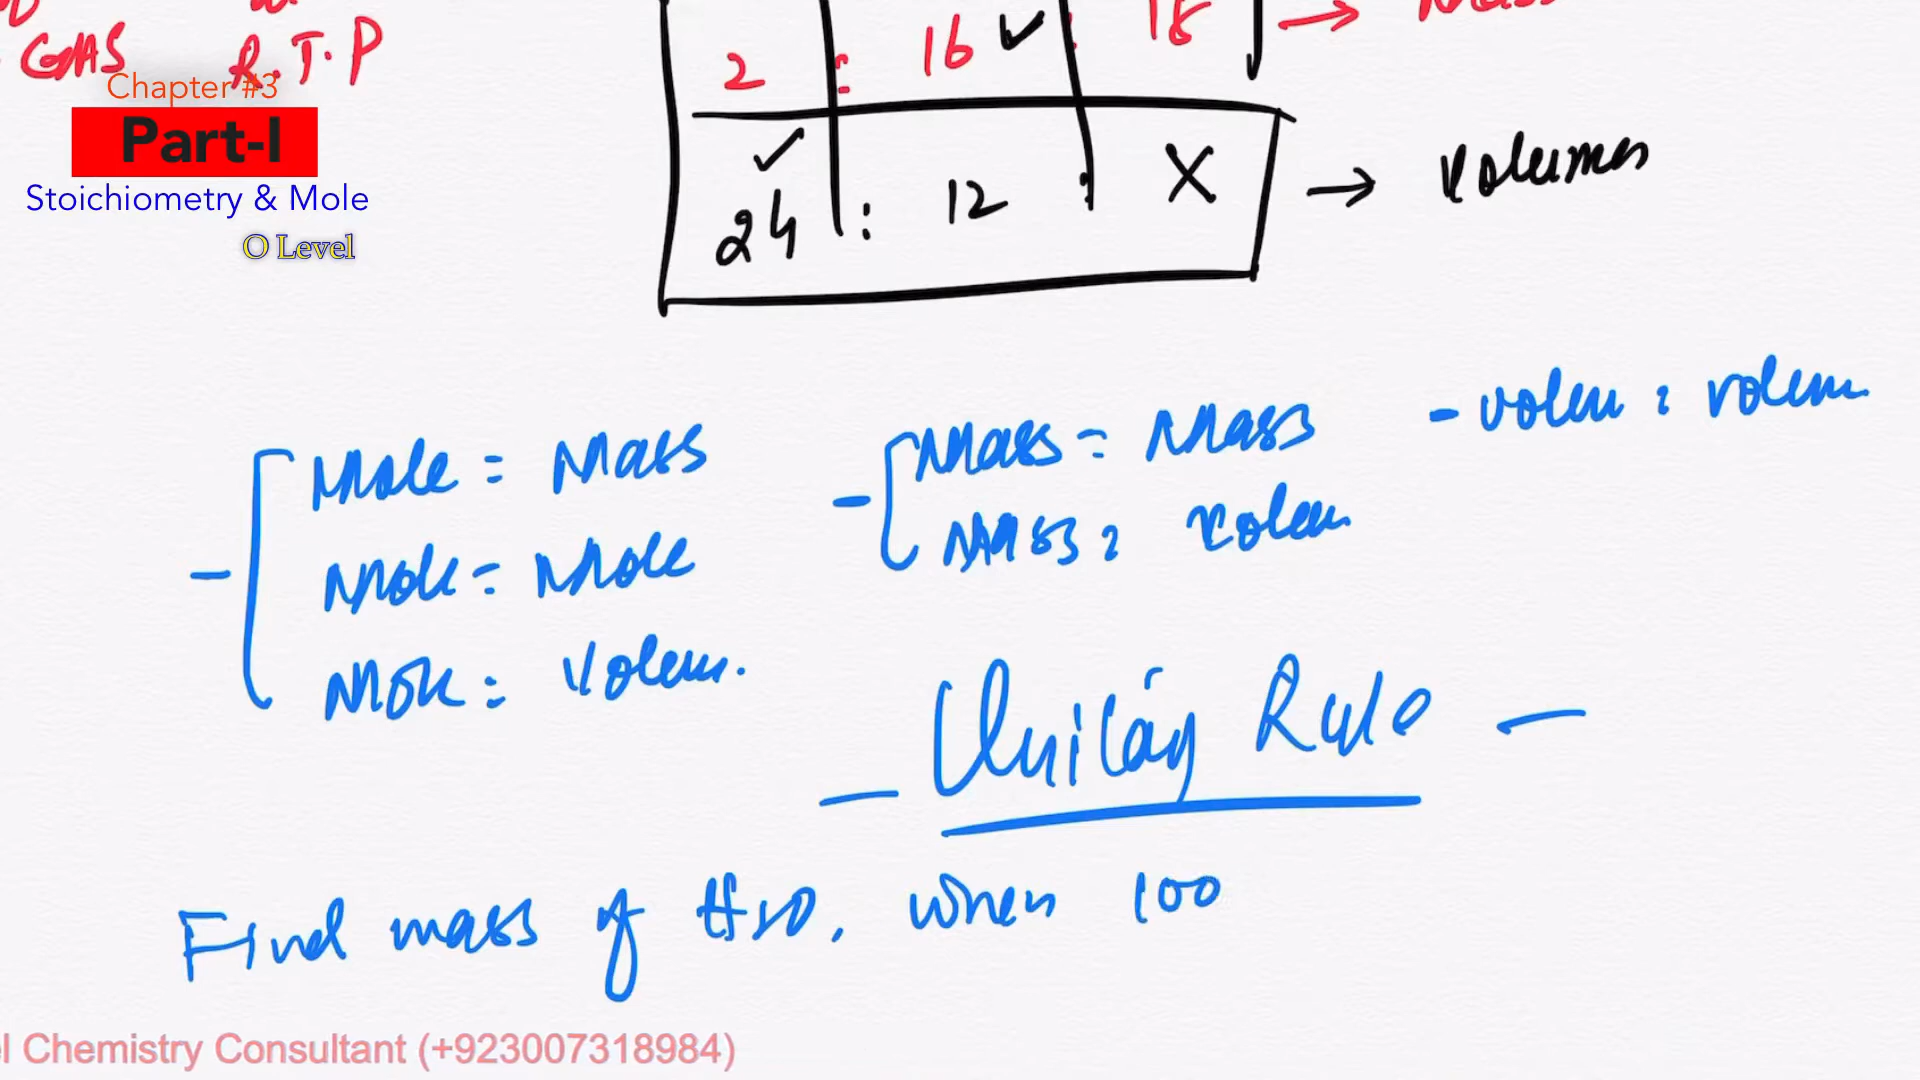 GAS R.T.P
2 : 16 ✓ : 18 →
Chapter #3
Part-I
Stoichiometry & Mole
O Level
✓
24 : 12 : X → volumes
Mole = Mass
Mole = Mole
Mole = Volum.
- Mass = Mass
Mass : volum
- volum : volum
- Unitary Rule -
Find mass of H2O, when 100
l Chemistry Consultant (+923007318984)